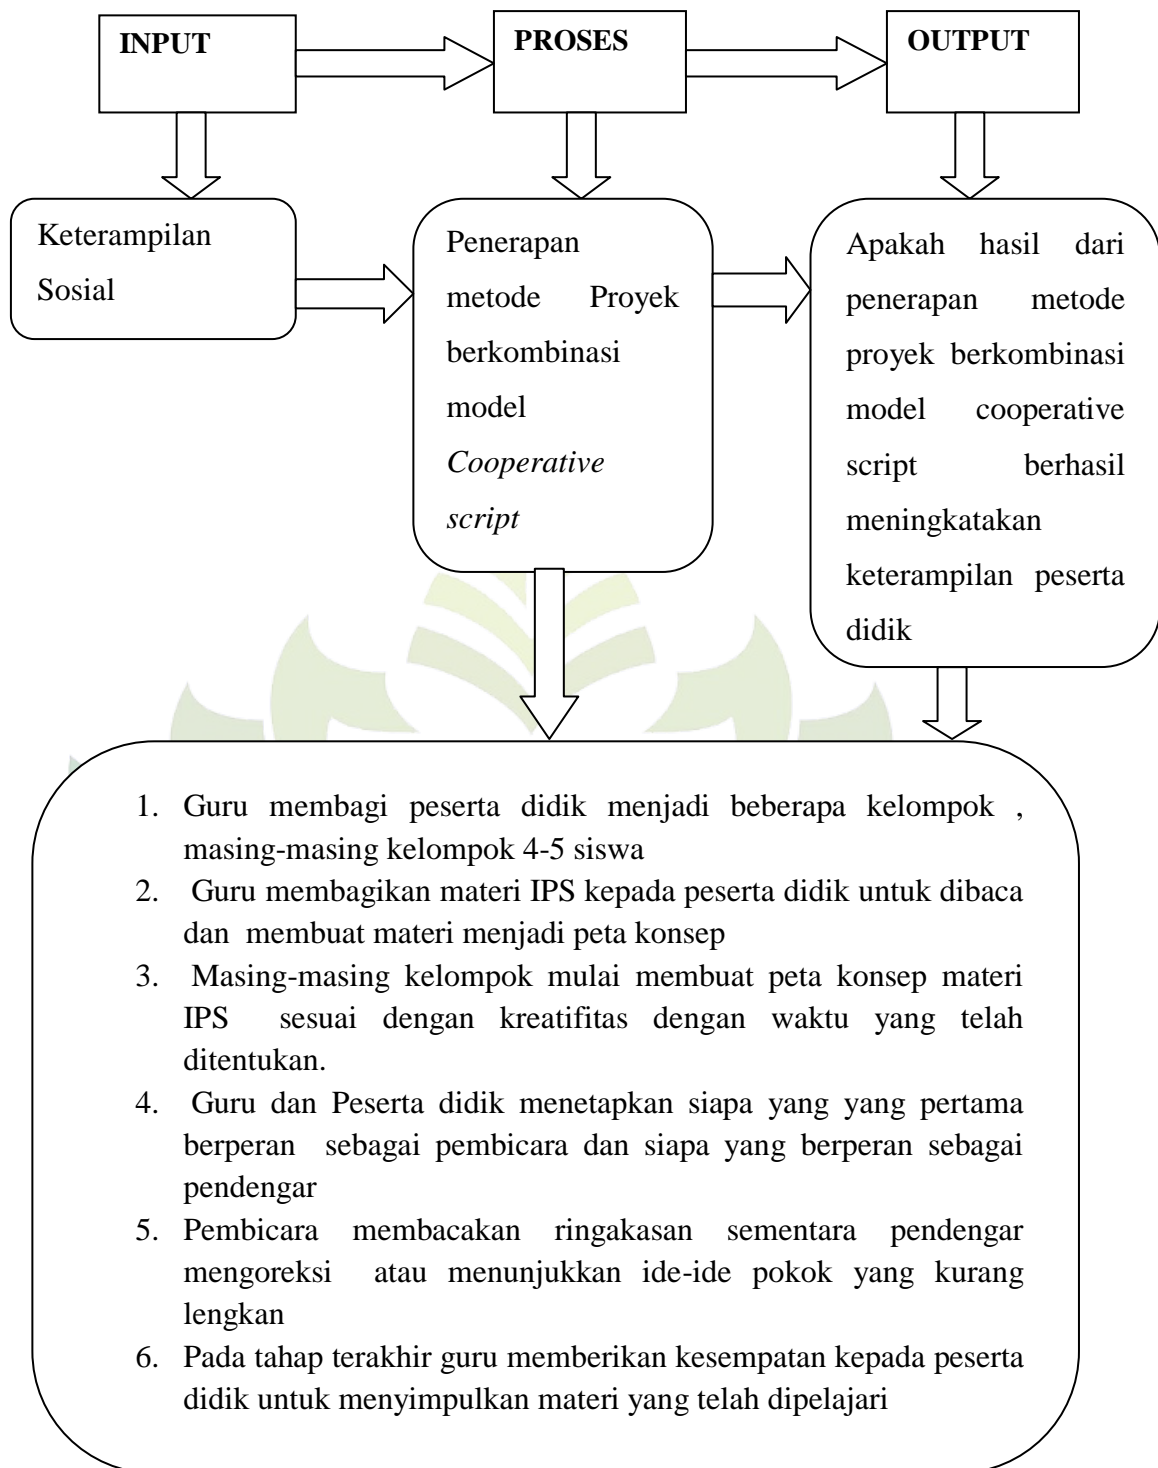 INPUT
PROSES
OUTPUT
Keterampilan
Sosial
Penerapan
metode Proyek
berkombinasi
model
Cooperative
script
Apakah hasil dari
penerapan metode
proyek berkombinasi
model cooperative
script berhasil
meningkatakan
keterampilan peserta
didik
1. Guru membagi peserta didik menjadi beberapa kelompok ,
masing-masing kelompok 4-5 siswa
2. Guru membagikan materi IPS kepada peserta didik untuk dibaca
dan membuat materi menjadi peta konsep
3. Masing-masing kelompok mulai membuat peta konsep materi
IPS sesuai dengan kreatifitas dengan waktu yang telah
ditentukan.
4. Guru dan Peserta didik menetapkan siapa yang yang pertama
berperan sebagai pembicara dan siapa yang berperan sebagai
pendengar
5. Pembicara membacakan ringakasan sementara pendengar
mengoreksi atau menunjukkan ide-ide pokok yang kurang
lengkan
6. Pada tahap terakhir guru memberikan kesempatan kepada peserta
didik untuk menyimpulkan materi yang telah dipelajari